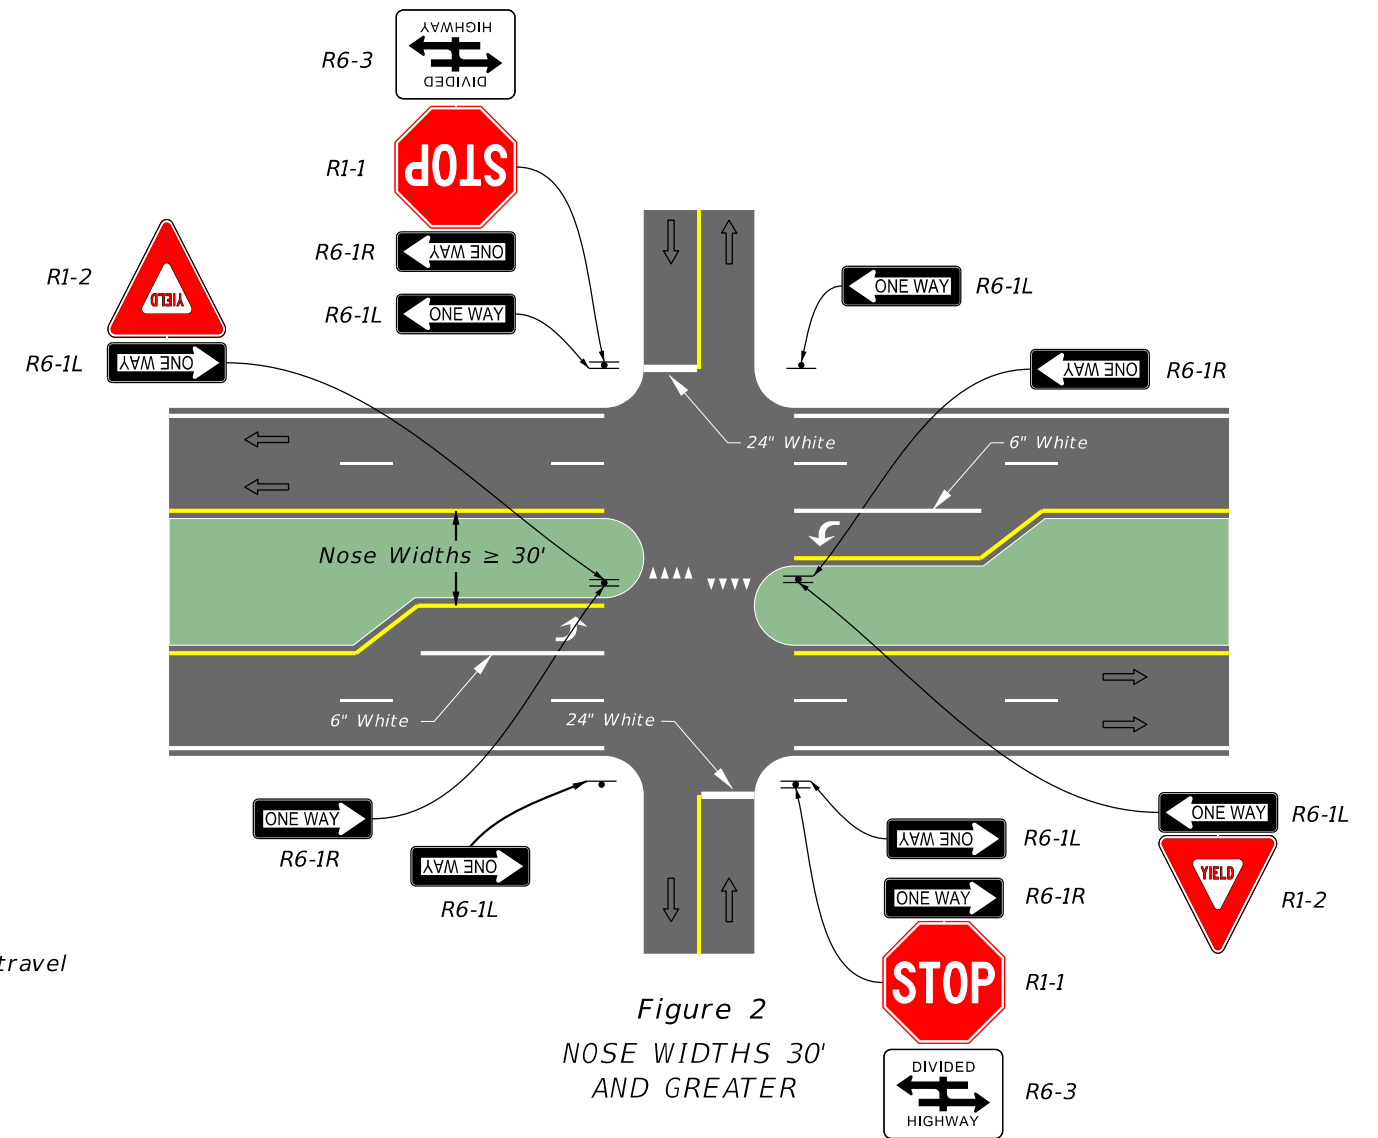 HIGHWAY
DIVIDED
R6-3
STOP
R1-1
ONE WAY
R6-1R
ONE WAY
R6-1L
YIELD
R1-2
ONE WAY
R6-1L
ONE WAY
R6-1L
ONE WAY
R6-1R
24" White
6" White
Nose Widths ≥ 30'
6" White
24" White
ONE WAY
R6-1R
ONE WAY
R6-1L
ONE WAY
R6-1L
ONE WAY
R6-1R
STOP
R1-1
DIVIDED
HIGHWAY
R6-3
ONE WAY
R6-1L
YIELD
R1-2
travel
Figure 2
NOSE WIDTHS 30'
AND GREATER